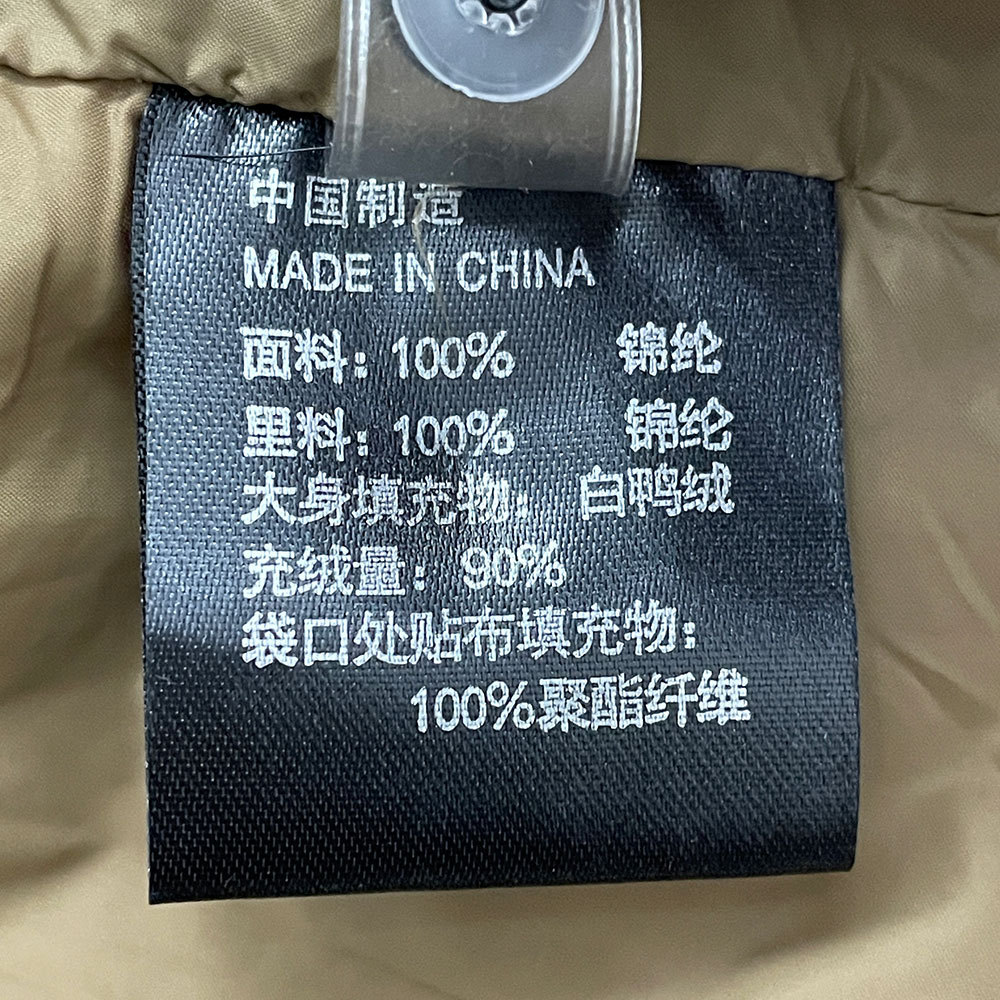 中国制造
MADE IN CHINA
面料：100% 锦纶
里料：100% 锦纶
大身填充物： 白鸭绒
充绒量：90%
袋口处贴布填充物：
100%聚酯纤维